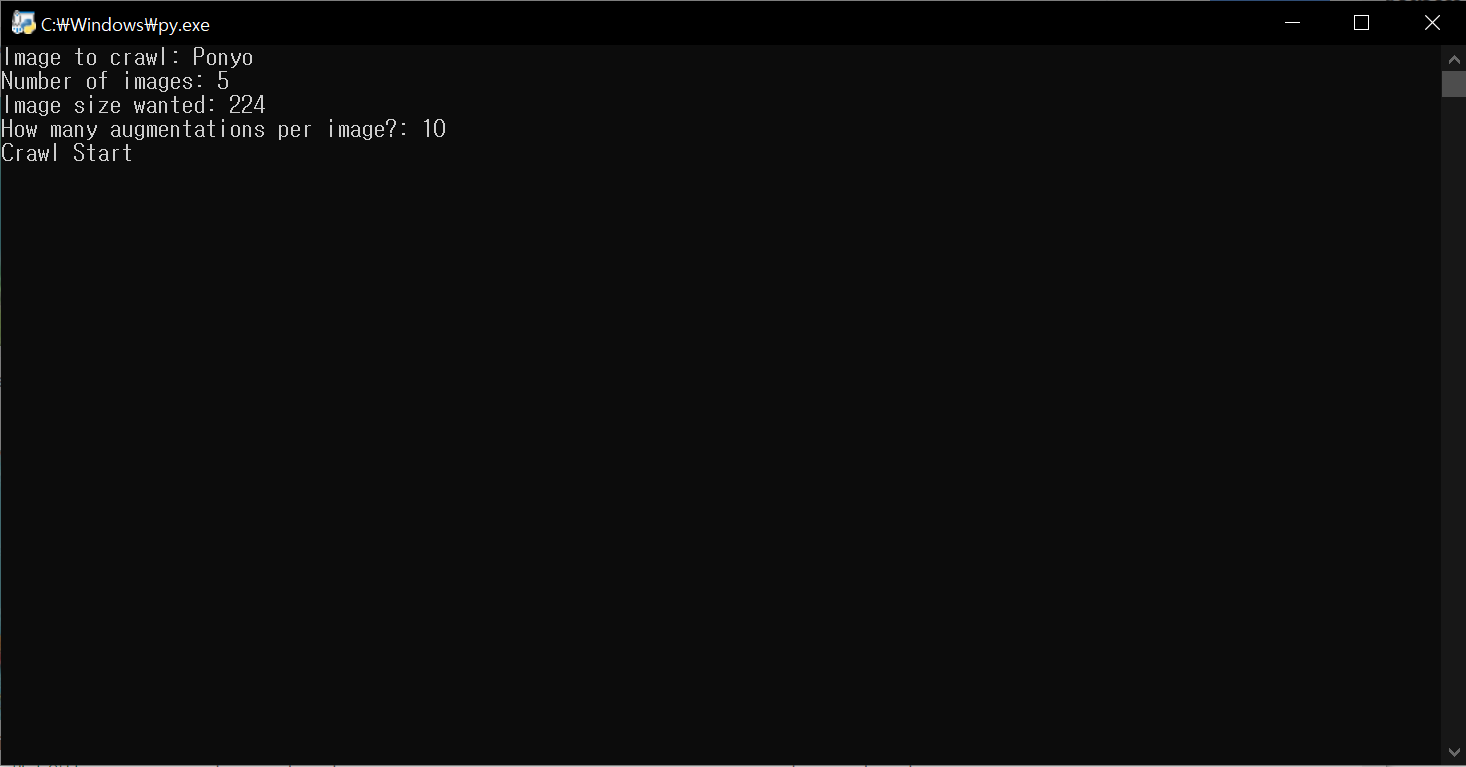 C:₩Windows₩py.exe
Image to crawl: Ponyo
Number of images: 5
Image size wanted: 224
How many augmentations per image?: 10
Crawl Start